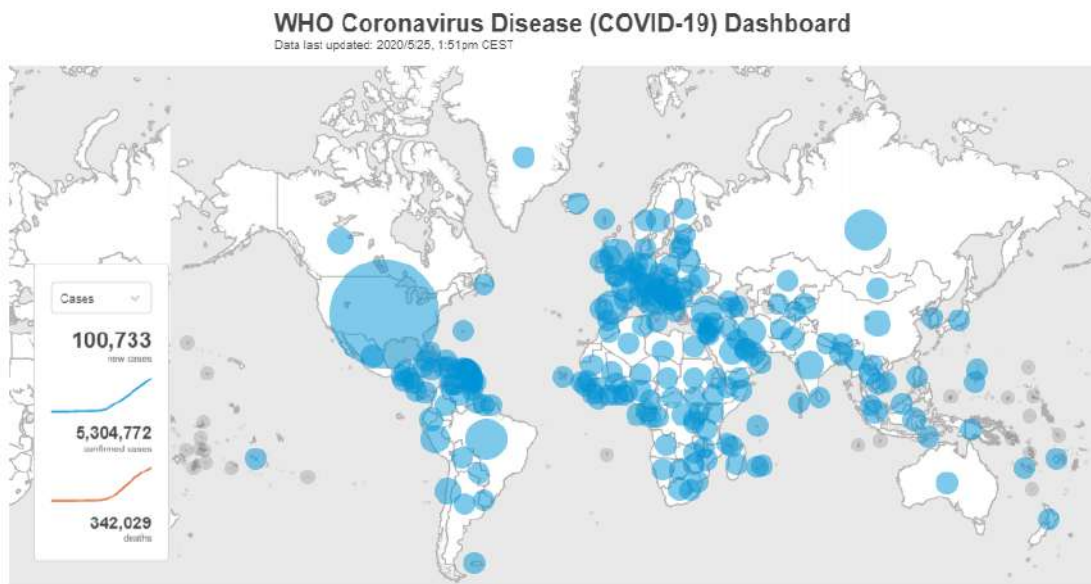 WHO Coronavirus Disease (COVID-19) Dashboard
Data last updated: 2020/5/25, 1:51pm CEST
Cases
100,733
new cases
5,304,772
confirmed cases
342,029
deaths